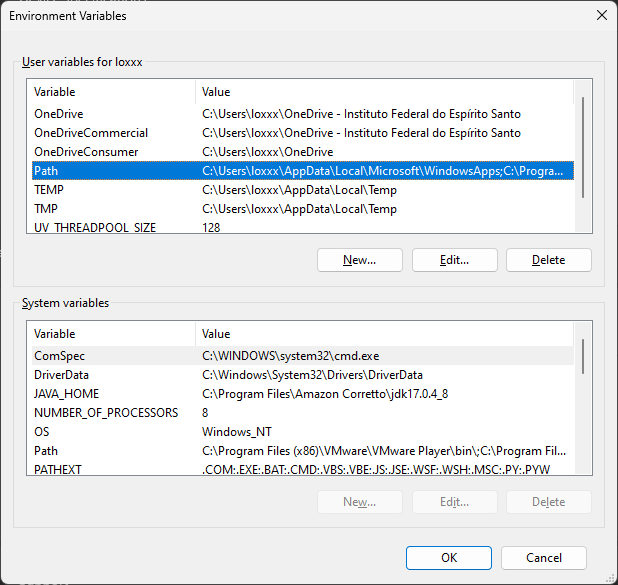 Environment Variables
User variables for loxxx
Variable Value
OneDrive C:\Users\loxxx\OneDrive - Instituto Federal do Espírito Santo
OneDriveCommercial C:\Users\loxxx\OneDrive - Instituto Federal do Espírito Santo
OneDriveConsumer C:\Users\loxxx\OneDrive
Path C:\Users\loxxx\AppData\Local\Microsoft\WindowsApps;C:\Progra...
TEMP C:\Users\loxxx\AppData\Local\Temp
TMP C:\Users\loxxx\AppData\Local\Temp
UV_THREADPOOL_SIZE 128
New... Edit... Delete
System variables
Variable Value
ComSpec C:\WINDOWS\system32\cmd.exe
DriverData C:\Windows\System32\Drivers\DriverData
JAVA_HOME C:\Program Files\Amazon Corretto\jdk17.0.4_8
NUMBER_OF_PROCESSORS 8
OS Windows_NT
Path C:\Program Files (x86)\VMware\VMware Player\bin\;C:\Program Fil...
PATHEXT .COM;.EXE;.BAT;.CMD;.VBS;.VBE;.JS;.JSE;.WSF;.WSH;.MSC;.PY;.PYW
New... Edit... Delete
OK Cancel